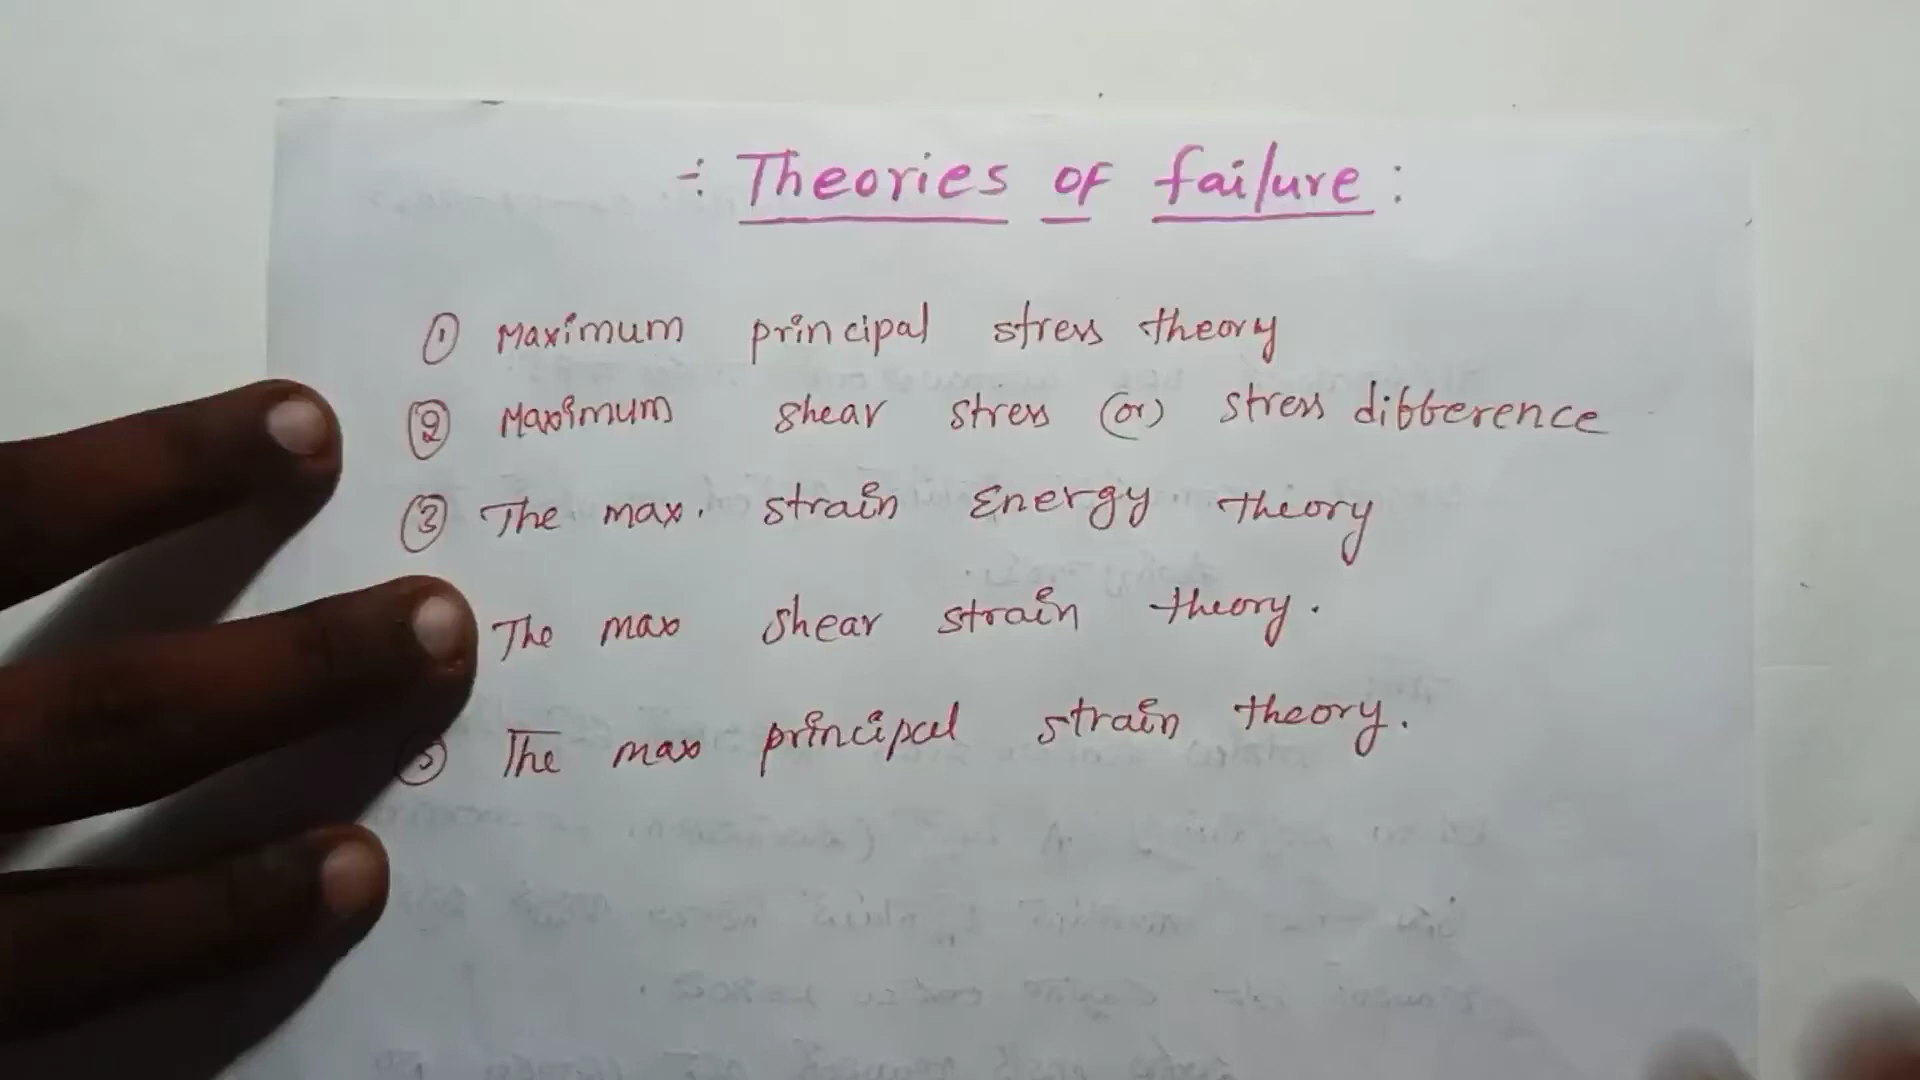 -: Theories of failure :
① Maximum principal stress theory
② Maximum shear stress (or) stress difference
③ The max. strain Energy theory
The max shear strain theory.
⑤ The max principal strain theory.